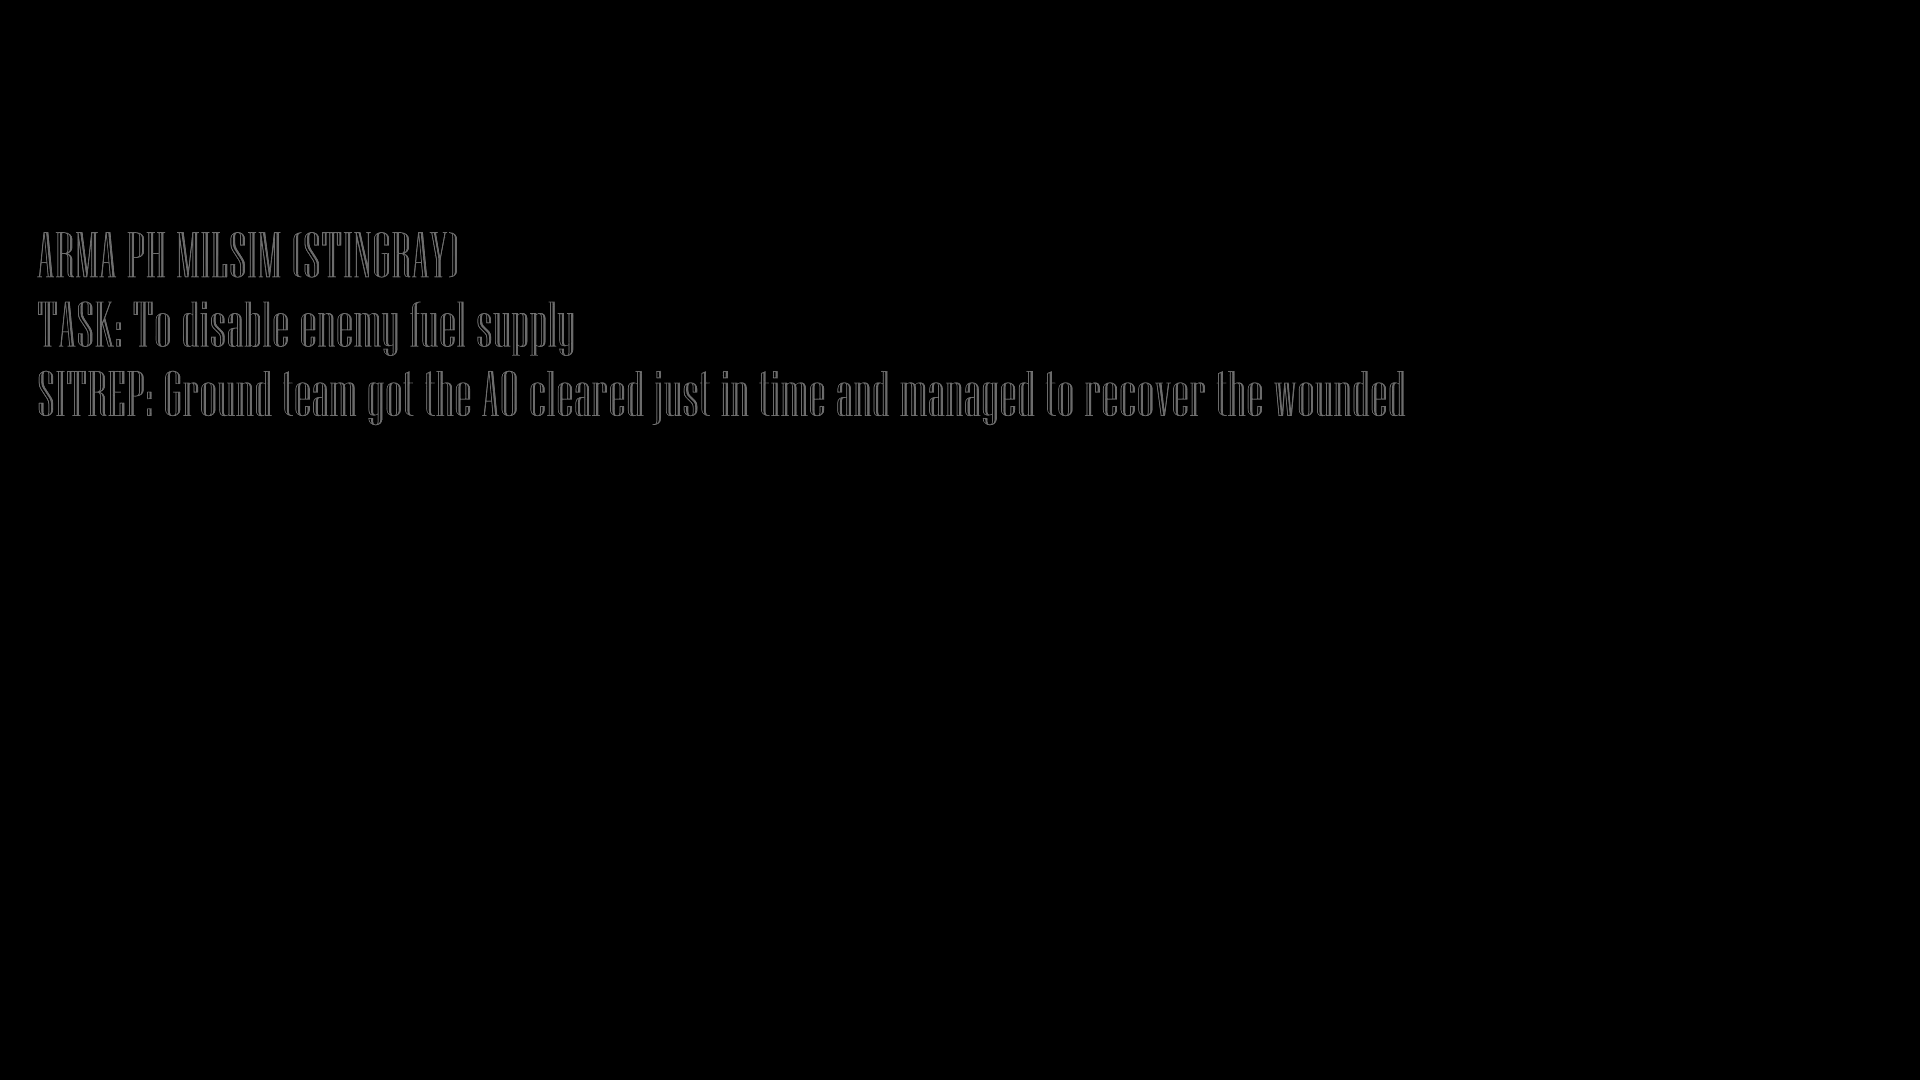 ARMA PH MILSIM (STINGRAY)
TASK: To disable enemy fuel supply
SITREP: Ground team got the AO cleared just in time and managed to recover the wounded